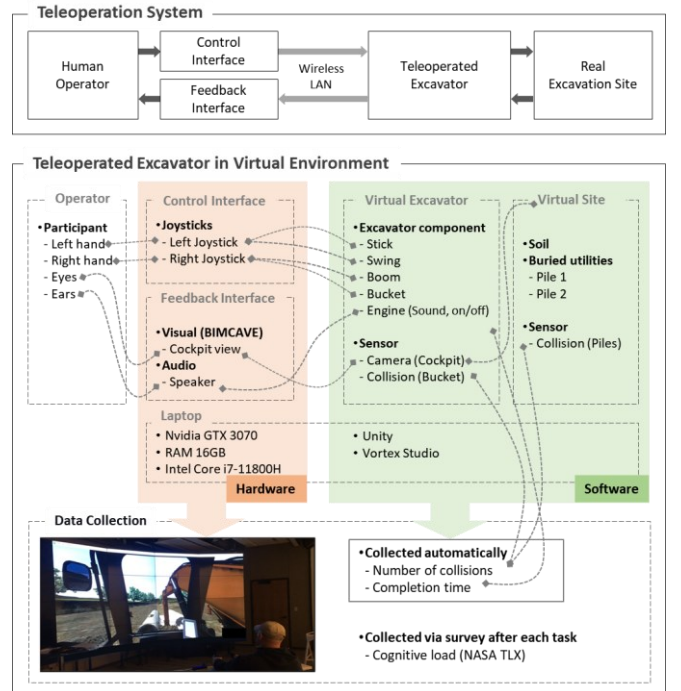 Teleoperation System
Human
Operator
Control
Interface
Feedback
Interface
Wireless
LAN
Teleoperated
Excavator
Real
Excavation Site
Teleoperated Excavator in Virtual Environment
Operator
•Participant
- Left hand
- Right hand
- Eyes
- Ears
Control Interface
•Joysticks
- Left Joystick
- Right Joystick
Feedback Interface
•Visual (BIMCAVE)
- Cockpit view
•Audio
- Speaker
Virtual Excavator
•Excavator component
- Stick
- Swing
- Boom
- Bucket
- Engine (Sound, on/off)
•Sensor
- Camera (Cockpit)
- Collision (Bucket)
Virtual Site
•Soil
•Buried utilities
- Pile 1
- Pile 2
•Sensor
- Collision (Piles)
Laptop
• Nvidia GTX 3070
• RAM 16GB
• Intel Core i7-11800H
• Unity
• Vortex Studio
Hardware
Software
Data Collection
•Collected automatically
- Number of collisions
- Completion time
•Collected via survey after each task
- Cognitive load (NASA TLX)